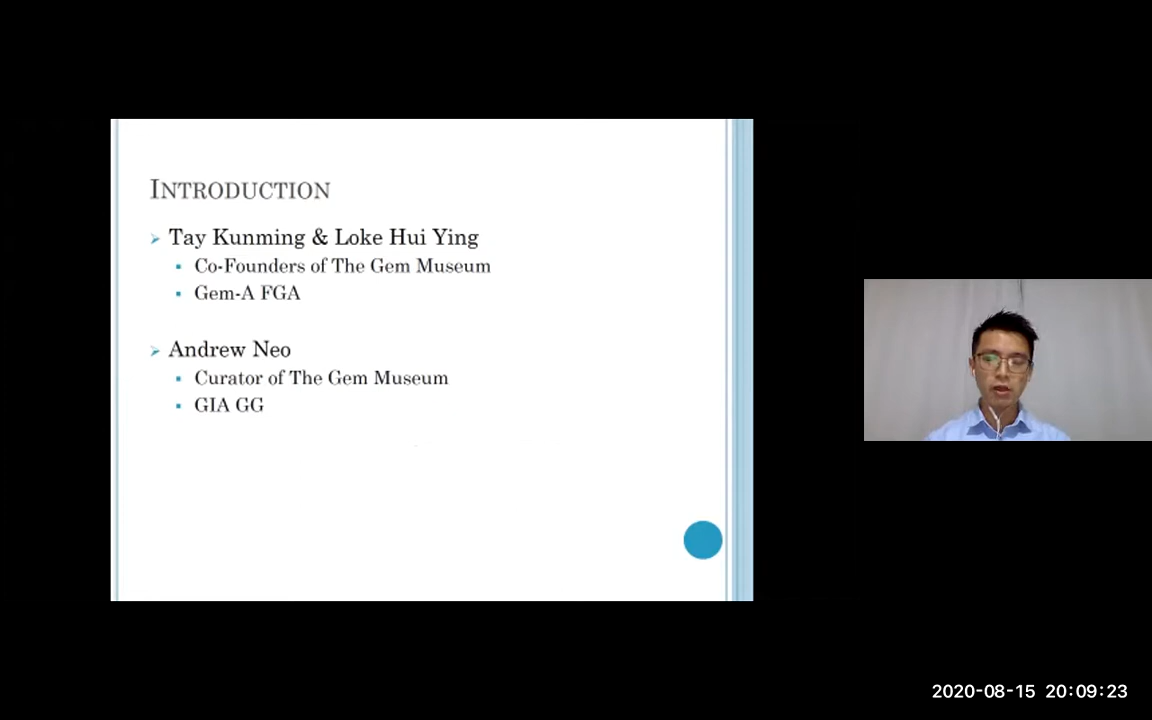 INTRODUCTION
Tay Kunming & Loke Hui Ying
Co-Founders of The Gem Museum
Gem-A FGA
Andrew Neo
Curator of The Gem Museum
GIA GG
2020-08-15 20:09:23